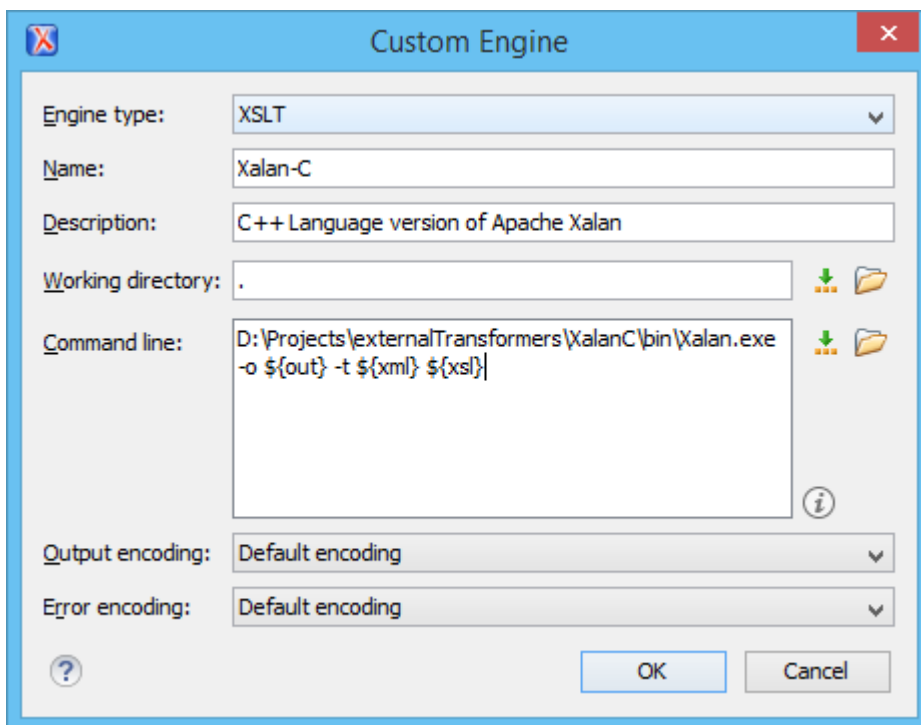 Custom Engine
Engine type: XSLT
Name: Xalan-C
Description: C++ Language version of Apache Xalan
Working directory: .
Command line: D:\Projects\externalTransformers\XalanC\bin\Xalan.exe
-o ${out} -t ${xml} ${xsl}
Output encoding: Default encoding
Error encoding: Default encoding
OK Cancel